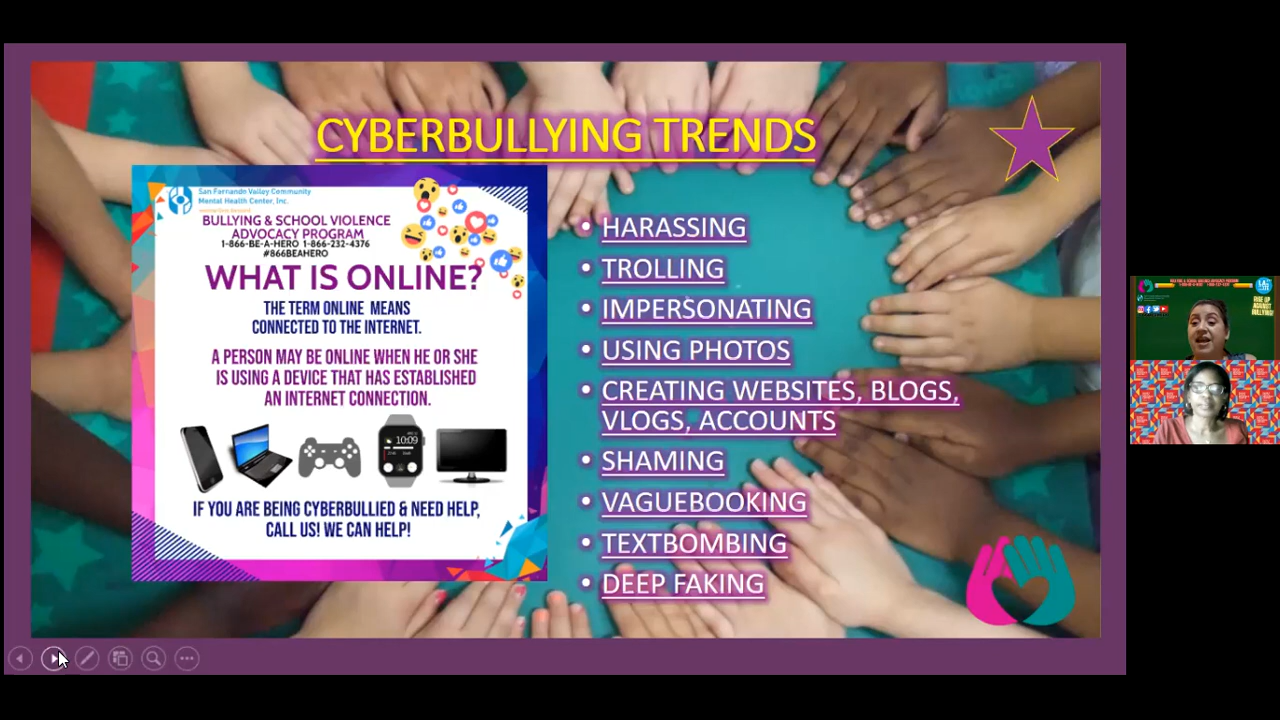 CYBERBULLYING TRENDS
San Fernando Valley Community
Mental Health Center, Inc.
BULLYING & SCHOOL VIOLENCE
ADVOCACY PROGRAM
1-866-BE-A-HERO 1-866-232-4376
#866BEAHERO
WHAT IS ONLINE?
THE TERM ONLINE MEANS
CONNECTED TO THE INTERNET.
A PERSON MAY BE ONLINE WHEN HE OR SHE
IS USING A DEVICE THAT HAS ESTABLISHED
AN INTERNET CONNECTION.
10:09
IF YOU ARE BEING CYBERBULLIED & NEED HELP,
CALL US! WE CAN HELP!
• HARASSING
• TROLLING
• IMPERSONATING
• USING PHOTOS
• CREATING WEBSITES, BLOGS,
VLOGS, ACCOUNTS
• SHAMING
• VAGUEBOOKING
• TEXTBOMBING
• DEEP FAKING
RISE UP
AGAINST
BULLYING!